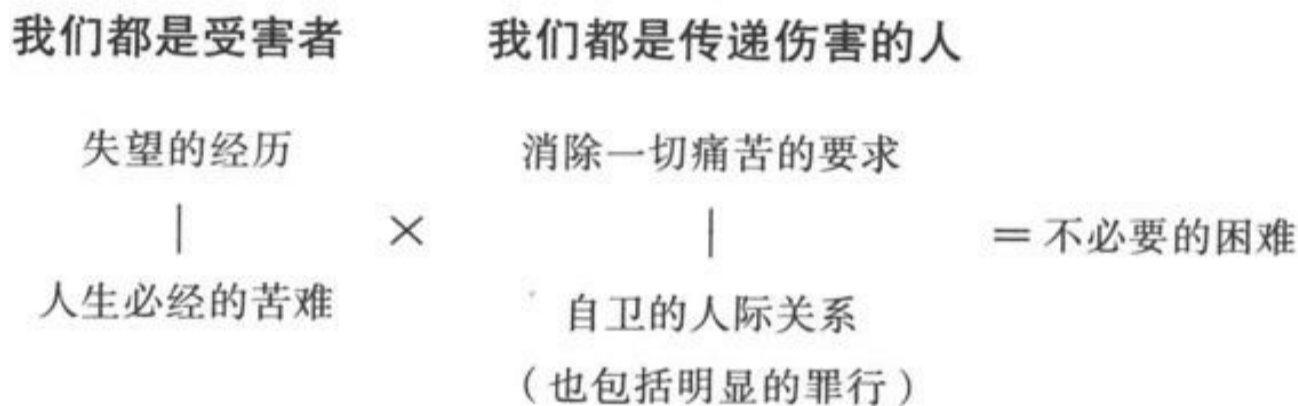 我们都是受害者 我们都是传递伤害的人
失望的经历 消除一切痛苦的要求
| × | = 不必要的困难
人生必经的苦难 自卫的人际关系
（也包括明显的罪行）